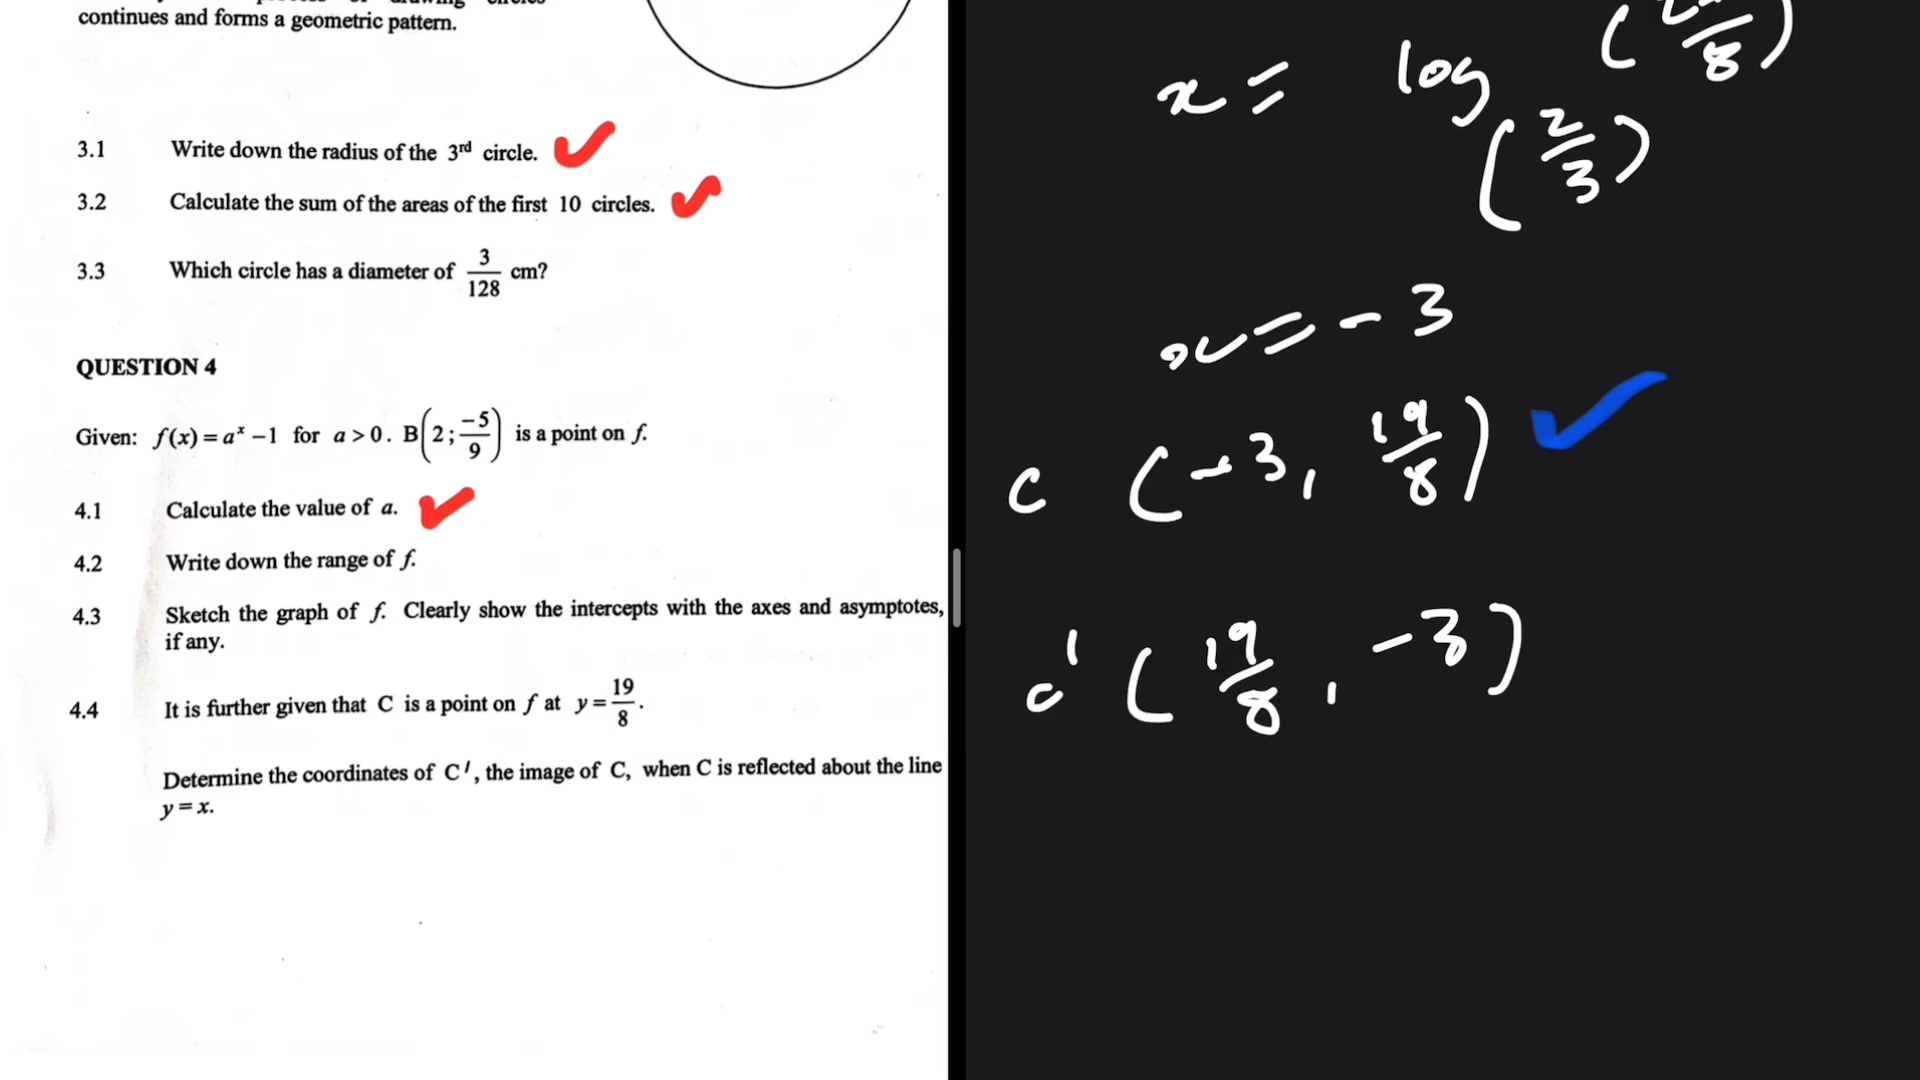 continues and forms a geometric pattern.
3.1 Write down the radius of the 3rd circle.
3.2 Calculate the sum of the areas of the first 10 circles.
3.3 Which circle has a diameter of 3/128 cm?
QUESTION 4
Given: f(x) = a^x − 1 for a > 0. B(2; −5/9) is a point on f.
4.1 Calculate the value of a.
4.2 Write down the range of f.
4.3 Sketch the graph of f. Clearly show the intercepts with the axes and asymptotes,
if any.
4.4 It is further given that C is a point on f at y = 19/8.
Determine the coordinates of C′, the image of C, when C is reflected about the line
y = x.
x = log(2/3)
x = −3
C (−3, 19/8)
C′ (19/8, −3)